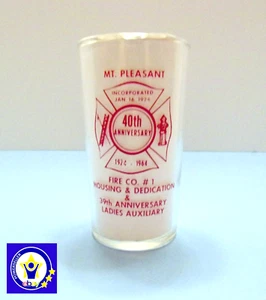 MT. PLEASANT
INCORPORATED
JAN 16, 1924
40th
ANNIVERSARY
1924 - 1964
FIRE CO. # 1
HOUSING & DEDICATION
&
39th ANNIVERSARY
LADIES AUXILIARY